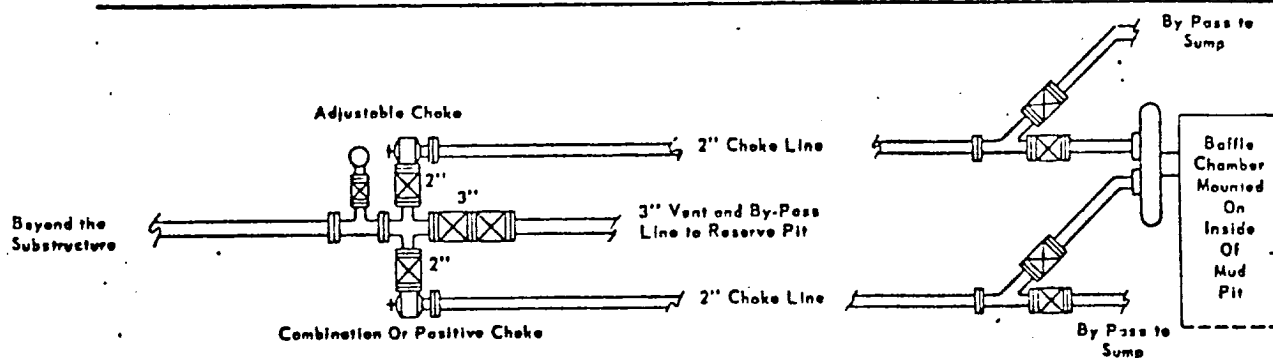 By Pass to
Sump
Adjustable Choke
2" Choke Line
2"
3"
Beyond the
Substructure
3" Vent and By-Pass
Line to Reserve Pit
Baffle
Chamber
Mounted
On
Inside
Of
Mud
Pit
2"
2" Choke Line
Combination Or Positive Choke
By Pass to
Sump